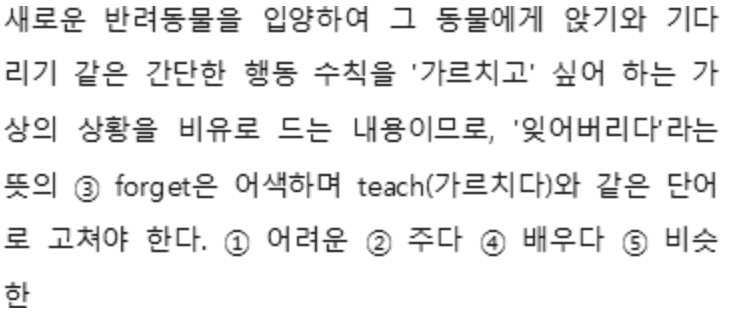 새로운 반려동물을 입양하여 그 동물에게 앉기와 기다
리기 같은 간단한 행동 수칙을 '가르치고' 싶어 하는 가
상의 상황을 비유로 드는 내용이므로, '잊어버리다'라는
뜻의 ③ forget은 어색하며 teach(가르치다)와 같은 단어
로 고쳐야 한다. ① 어려운 ② 주다 ④ 배우다 ⑤ 비슷
한